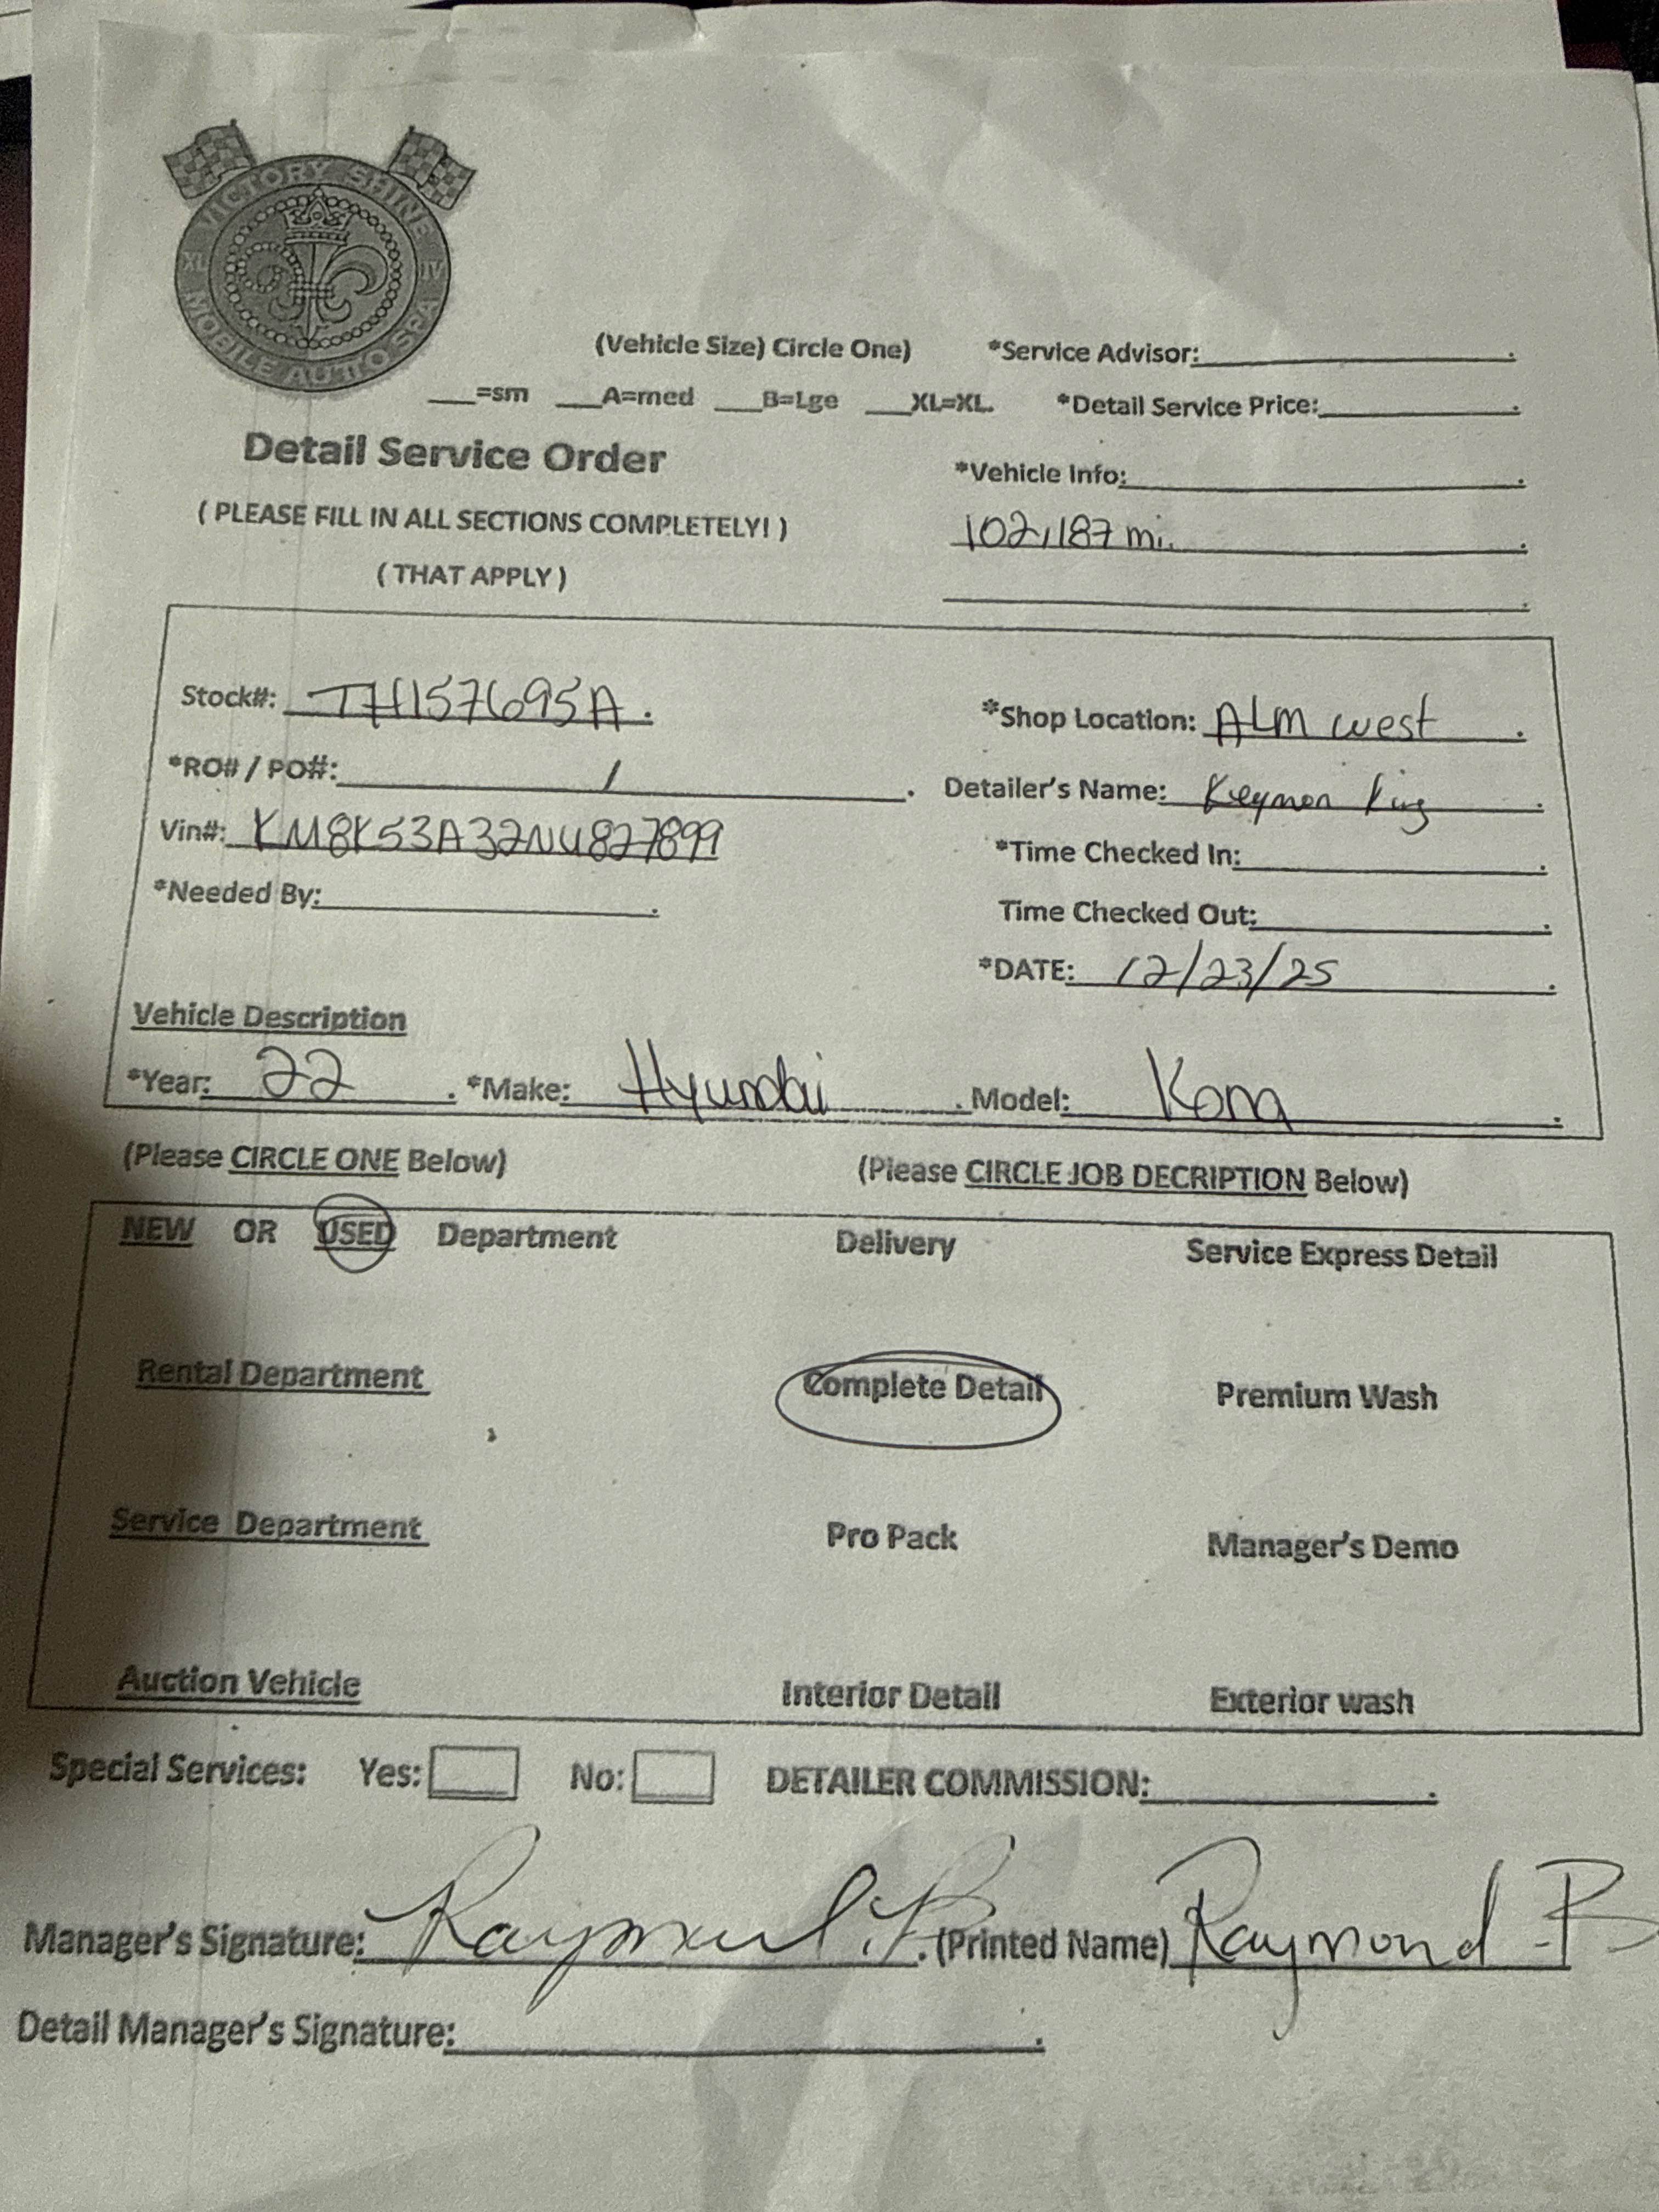 VICTORY SHINE
XL IV
MOBILE AUTO SPA
(Vehicle Size) Circle One) *Service Advisor:
___=sm ___A=med ___B=Lge ___XL=XL. *Detail Service Price:
Detail Service Order
*Vehicle Info:
( PLEASE FILL IN ALL SECTIONS COMPLETELY! )
102,187 mi.
( THAT APPLY )
Stock#: TH157695A.
*Shop Location: ALM west
*RO# / PO#: /
Detailer's Name: Keymon King
Vin#: KM8K53A32NU827899
*Time Checked In:
*Needed By:
Time Checked Out:
*DATE: 12/23/25
Vehicle Description
*Year: 22 . *Make: Hyundai . Model: Kona
(Please CIRCLE ONE Below) (Please CIRCLE JOB DECRIPTION Below)
NEW OR USED Department Delivery Service Express Detail
Rental Department Complete Detail Premium Wash
Service Department Pro Pack Manager's Demo
Auction Vehicle Interior Detail Exterior wash
Special Services: Yes: No: DETAILER COMMISSION:
Manager's Signature: Raymond.B. (Printed Name) Raymond -B
Detail Manager's Signature: